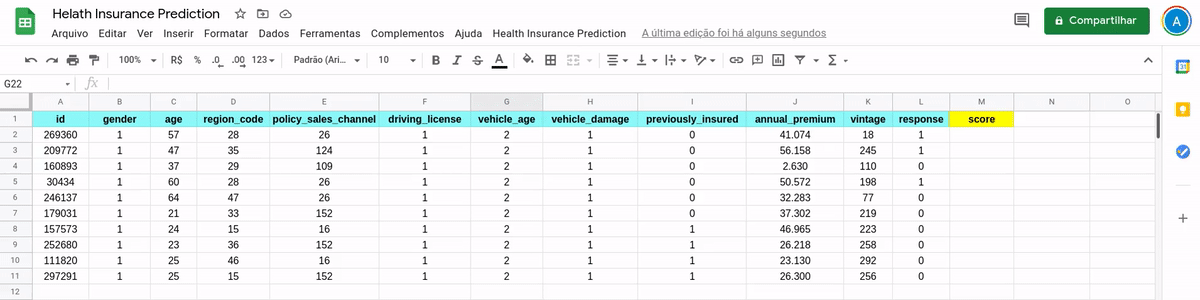 Helath Insurance Prediction
Arquivo Editar Ver Inserir Formatar Dados Ferramentas Complementos Ajuda Health Insurance Prediction A última edição foi há alguns segundos
Compartilhar
A
100% R$ % .0 .00 123 Padrão (Ari... 10 B I S A
G22 fx
A B C D E F G H I J K L M N O
1 id gender age region_code policy_sales_channel driving_license vehicle_age vehicle_damage previously_insured annual_premium vintage response score
2 269360 1 57 28 26 1 2 1 0 41.074 18 1
3 209772 1 47 35 124 1 2 1 0 56.158 245 1
4 160893 1 37 29 109 1 2 1 0 2.630 110 0
5 30434 1 60 28 26 1 2 1 0 50.572 198 1
6 246137 1 64 47 26 1 2 1 0 32.283 77 0
7 179031 1 21 33 152 1 2 1 0 37.302 219 0
8 157573 1 24 15 16 1 2 1 1 46.965 223 0
9 252680 1 23 36 152 1 2 1 1 26.218 258 0
10 111820 1 25 46 16 1 2 1 1 23.130 292 0
11 297291 1 25 15 152 1 2 1 1 26.300 256 0
12
31